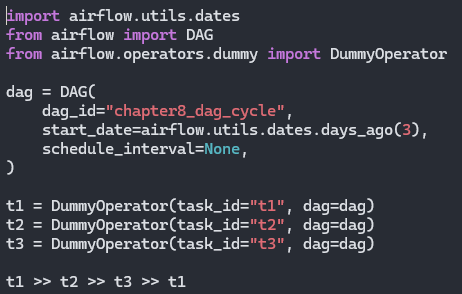 import airflow.utils.dates
from airflow import DAG
from airflow.operators.dummy import DummyOperator

dag = DAG(
    dag_id="chapter8_dag_cycle",
    start_date=airflow.utils.dates.days_ago(3),
    schedule_interval=None,
)

t1 = DummyOperator(task_id="t1", dag=dag)
t2 = DummyOperator(task_id="t2", dag=dag)
t3 = DummyOperator(task_id="t3", dag=dag)

t1 >> t2 >> t3 >> t1